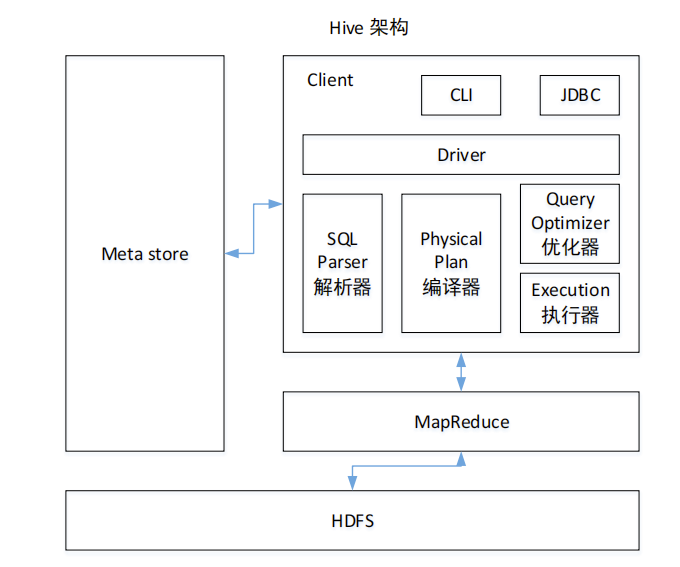 Hive 架构
Client
CLI
JDBC
Driver
Meta store
SQL
Parser
解析器
Physical
Plan
编译器
Query
Optimizer
优化器
Execution
执行器
MapReduce
HDFS